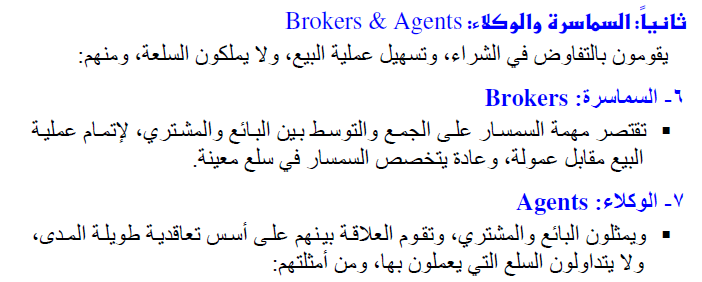 ثانياً: السماسرة والوكلاء: Brokers & Agents
يقومون بالتفاوض في الشراء، وتسهيل عملية البيع، ولا يملكون السلعة، ومنهم:
٦- السماسرة: Brokers
▪ تقتصر مهمة السمسار على الجمع والتوسط بين البائع والمشتري، لإتمام عملية
البيع مقابل عمولة، وعادة يتخصص السمسار في سلع معينة.
٧- الوكلاء: Agents
▪ ويمثلون البائع والمشتري، وتقوم العلاقة بينهم على أسس تعاقدية طويلة المدى،
ولا يتداولون السلع التي يعملون بها، ومن أمثلتهم: